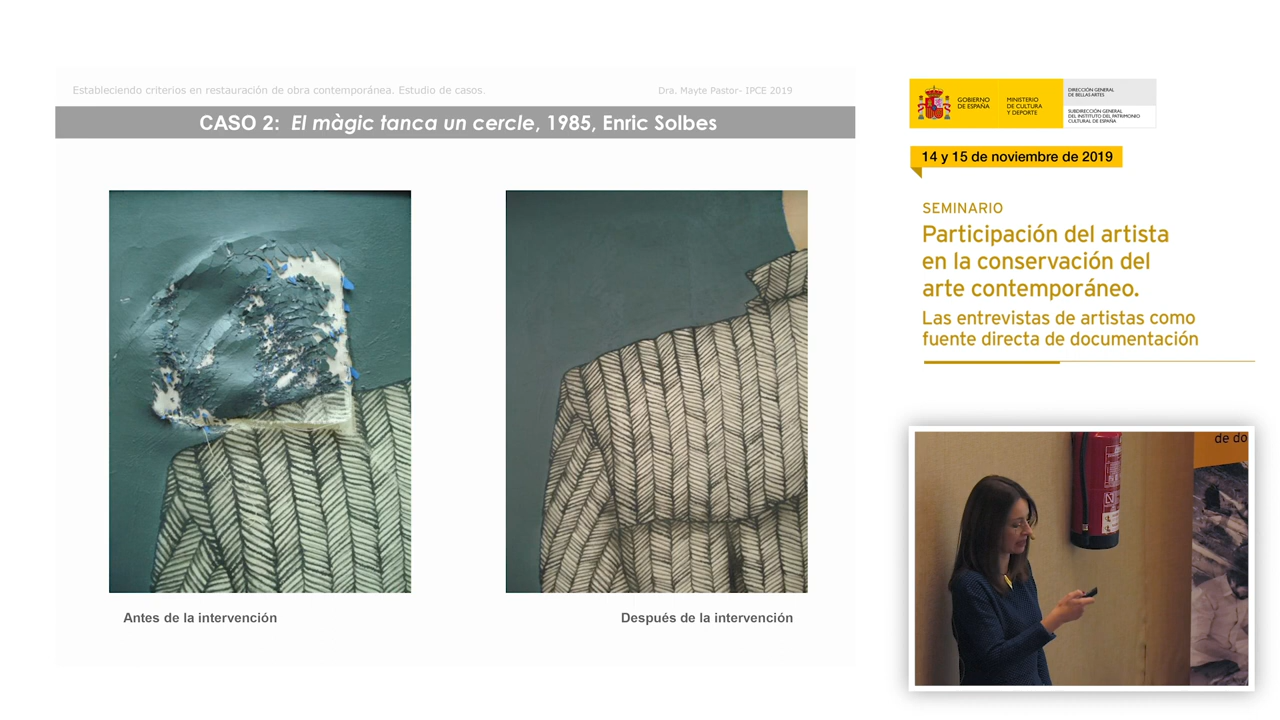 Estableciendo criterios en restauración de obra contemporánea. Estudio de casos.
Dra. Mayte Pastor- IPCE 2019
CASO 2: El màgic tanca un cercle, 1985, Enric Solbes
Antes de la intervención
Después de la intervención
GOBIERNO
DE ESPAÑA
MINISTERIO
DE CULTURA
Y DEPORTE
DIRECCIÓN GENERAL
DE BELLAS ARTES
SUBDIRECCIÓN GENERAL
DEL INSTITUTO DEL PATRIMONIO
CULTURAL DE ESPAÑA
14 y 15 de noviembre de 2019
SEMINARIO
Participación del artista
en la conservación del
arte contemporáneo.
Las entrevistas de artistas como
fuente directa de documentación
de do